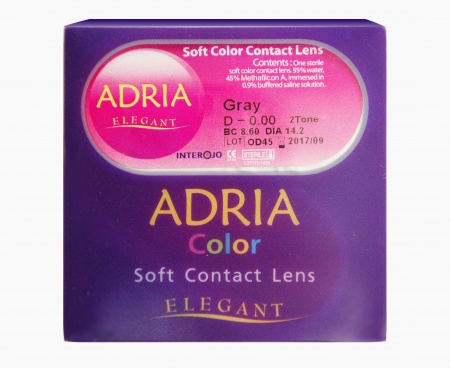 Soft Color Contact Lens
Contents : One sterile
soft color contact lens. 55% water,
45% Methafilcon A, immersed in
0.9% buffered saline solution.
ADRIA
ELEGANT
Gray
D - 0.00 2Tone
BC 8.60 DIA 14.2
LOT OD45 2017/09
INTEROJO CE STERILE
ADRIA
Color
Soft Contact Lens
ELEGANT